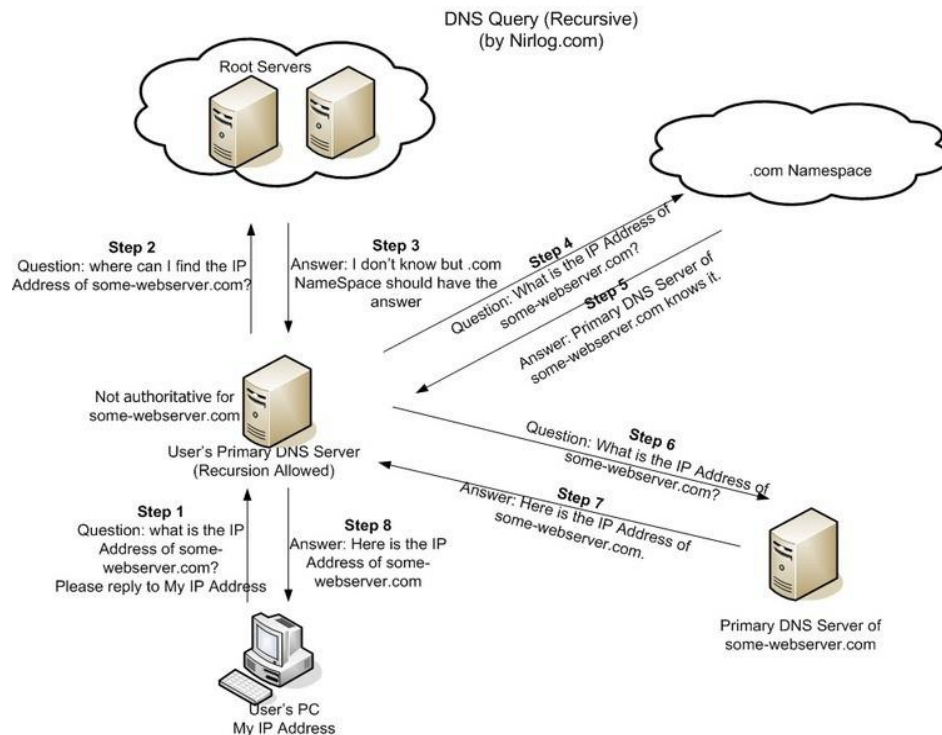 DNS Query (Recursive)
(by Nirlog.com)
Root Servers
.com Namespace
Step 2
Question: where can I find the IP
Address of some-webserver.com?
Step 3
Answer: I don't know but .com
NameSpace should have the
answer
Step 4
Question: What is the IP Address of
some-webserver.com?
Step 5
Answer: Primary DNS Server of
some-webserver.com knows it.
Not authoritative for
some-webserver.com
User's Primary DNS Server
(Recursion Allowed)
Step 6
Question: What is the IP Address of
some-webserver.com?
Step 7
Answer: Here is the IP Address of
some-webserver.com.
Step 1
Question: what is the IP
Address of some-
webserver.com?
Please reply to My IP Address
Step 8
Answer: Here is the IP
Address of some-
webserver.com
Primary DNS Server of
some-webserver.com
User's PC
My IP Address